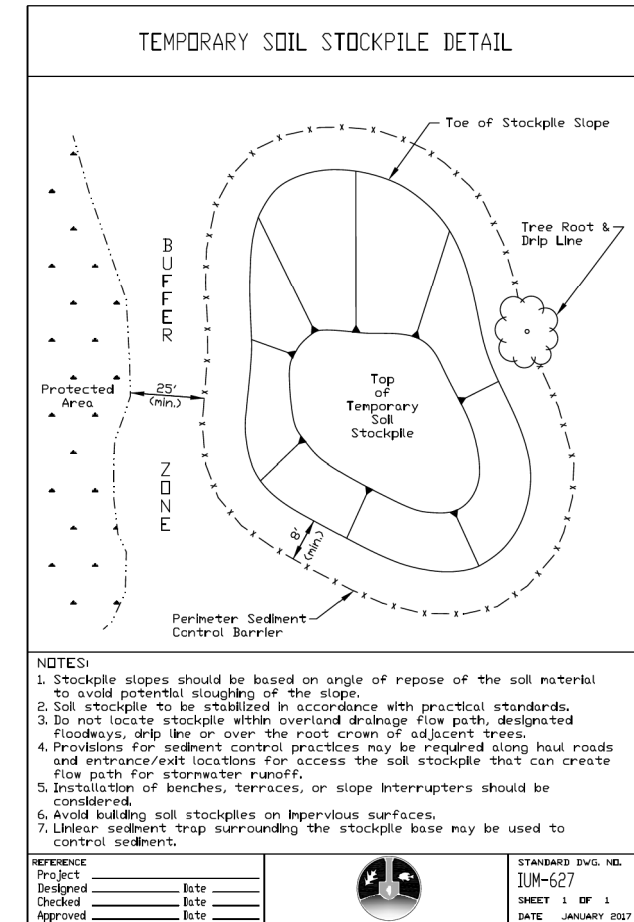 TEMPORARY SOIL STOCKPILE DETAIL
Toe of Stockpile Slope
Tree Root &
Drip Line
BUFFER
Protected
Area
25'
(min.)
Top
of
Temporary
Soil
Stockpile
ZONE
8'
(min.)
Perimeter Sediment
Control Barrier
NOTES:
1. Stockpile slopes should be based on angle of repose of the soil material
to avoid potential sloughing of the slope.
2. Soil stockpile to be stabilized in accordance with practical standards.
3. Do not locate stockpile within overland drainage flow path, designated
floodways, drip line or over the root crown of adjacent trees.
4. Provisions for sediment control practices may be required along haul roads
and entrance/exit locations for access the soil stockpile that can create
flow path for stormwater runoff.
5. Installation of benches, terraces, or slope interrupters should be
considered.
6. Avoid building soil stockpiles on impervious surfaces.
7. Linear sediment trap surrounding the stockpile base may be used to
control sediment.
REFERENCE
Project
Designed Date
Checked Date
Approved Date
STANDARD DWG. NO.
IUM-627
SHEET 1 OF 1
DATE JANUARY 2017